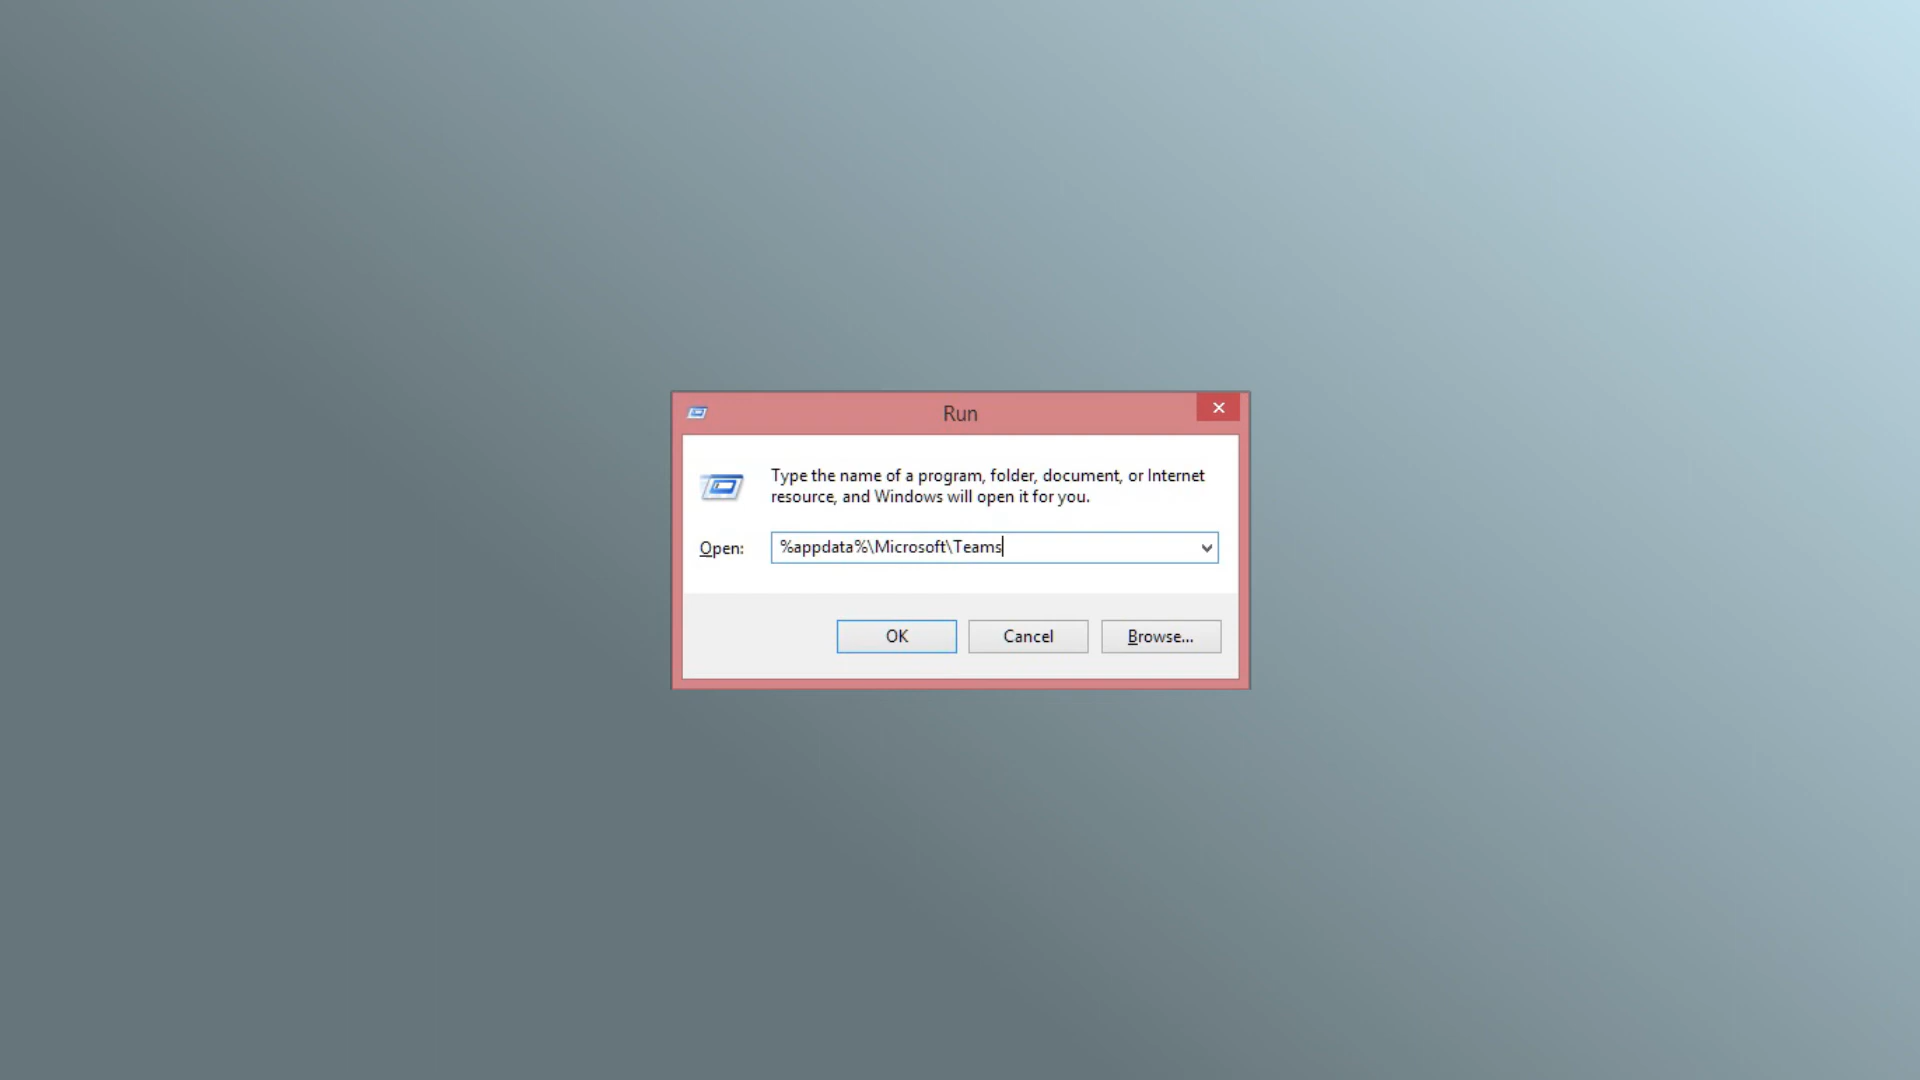 Run
Type the name of a program, folder, document, or Internet
resource, and Windows will open it for you.
Open: %appdata%\Microsoft\Teams
OK Cancel Browse...